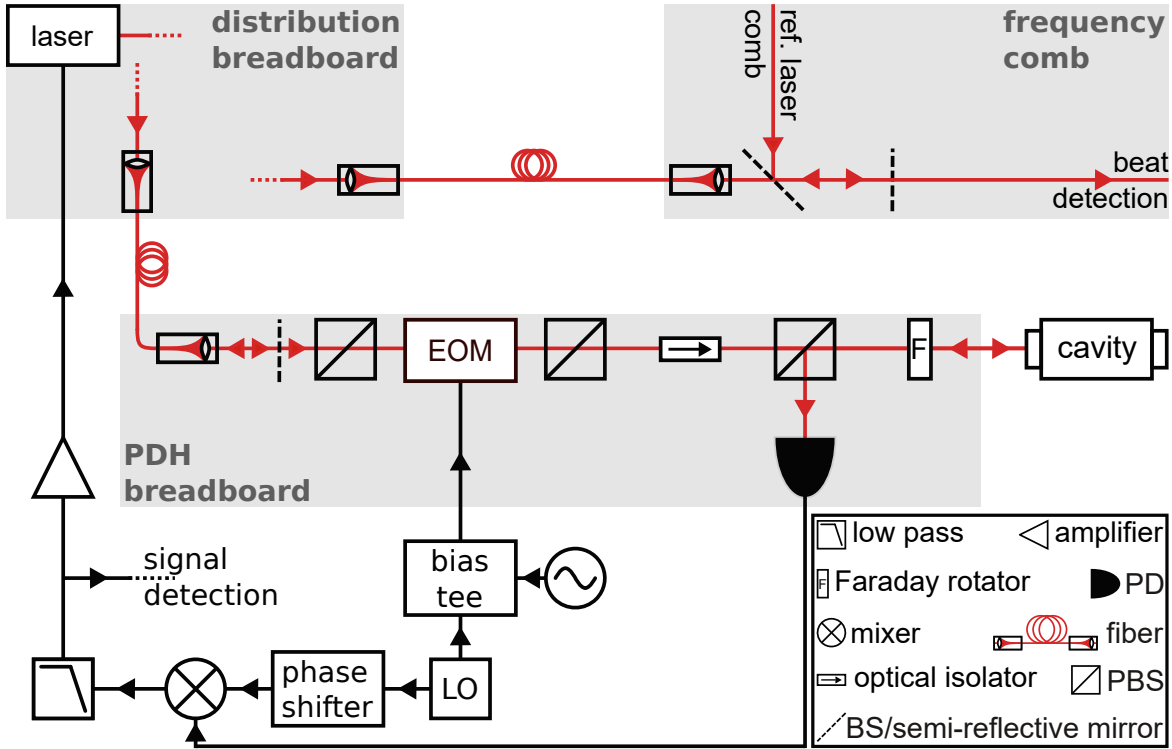 laser
distribution
breadboard
ref. laser
comb
frequency
comb
beat
detection
EOM
F
cavity
PDH
breadboard
signal
detection
bias
tee
phase
shifter
LO
low pass
amplifier
F
Faraday rotator
PD
mixer
fiber
optical isolator
PBS
BS/semi-reflective mirror